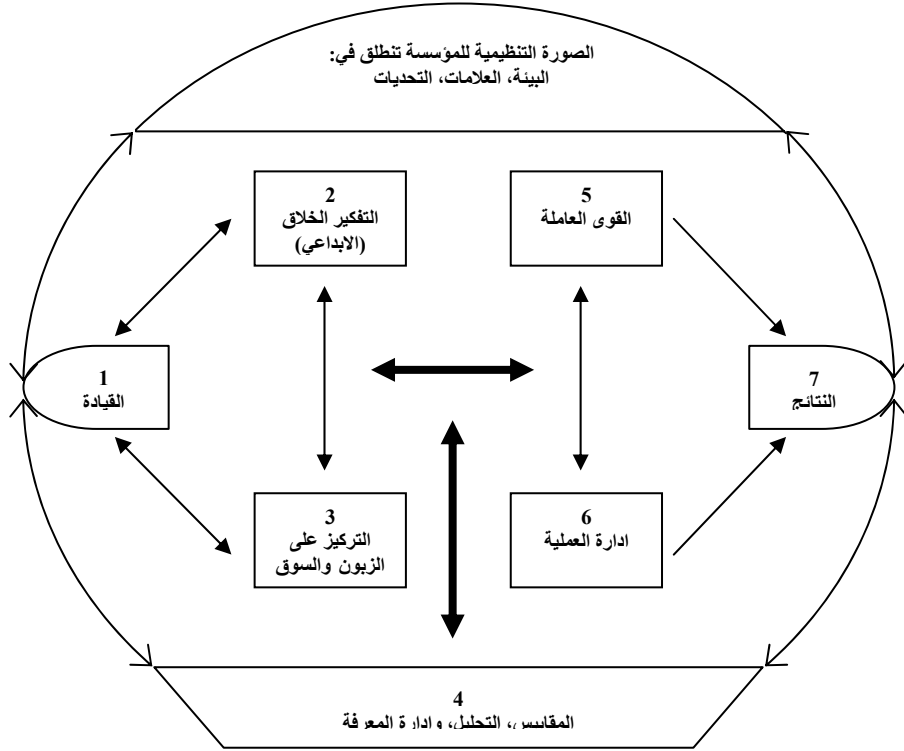 الصورة التنظيمية للمؤسسة تنطلق في:
البيئة، العلامات، التحديات
2
التفكير الخلاق
(الابداعي)
5
القوى العاملة
1
القيادة
7
النتائج
3
التركيز على
الزبون والسوق
6
ادارة العملية
4
المقاييس، التحليل، وادارة المعرفة